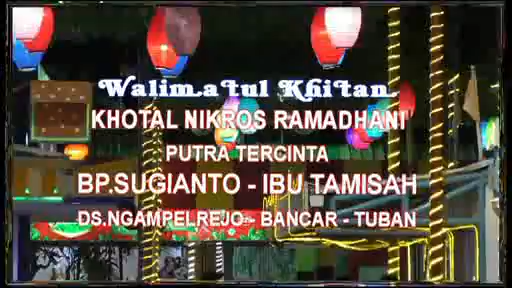 Walimatul Khitan
KHOTAL NIKROS RAMADHANI
PUTRA TERCINTA
BP.SUGIANTO - IBU TAMISAH
DS.NGAMPELREJO - BANCAR - TUBAN